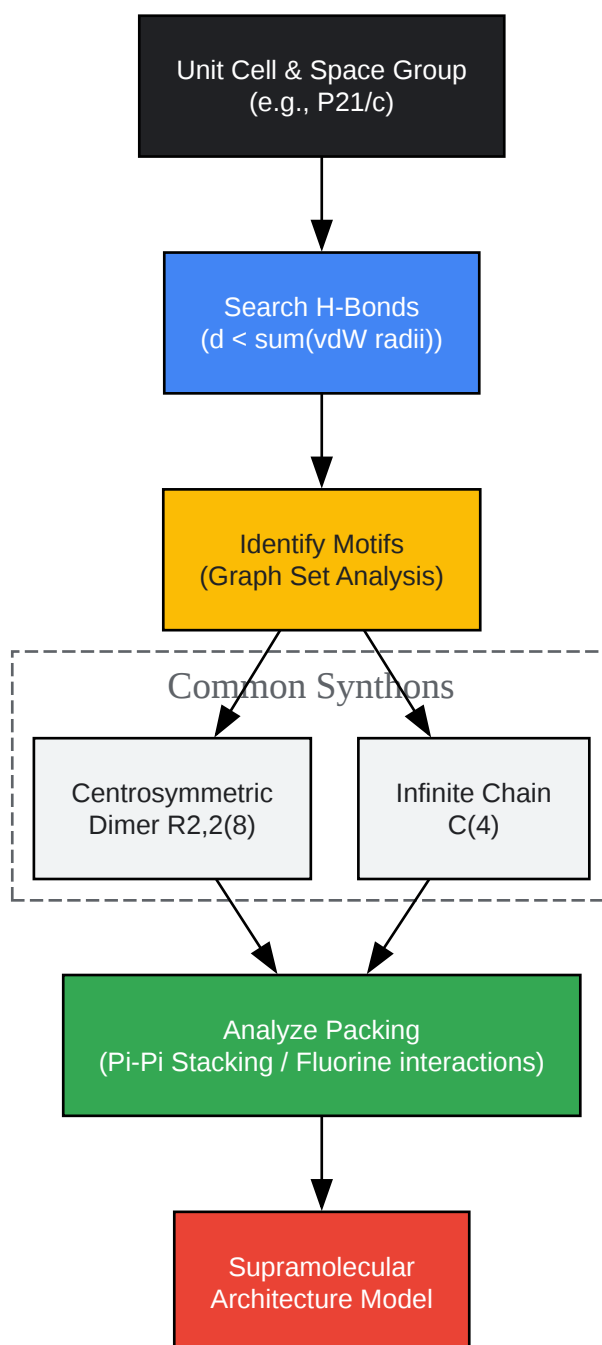 Unit Cell & Space Group
(e.g., P21/c)
Search H-Bonds
(d < sum(vdW radii))
Identify Motifs
(Graph Set Analysis)
Common Synthons
Centrosymmetric
Dimer R2,2(8)
Infinite Chain
C(4)
Analyze Packing
(Pi-Pi Stacking / Fluorine interactions)
Supramolecular
Architecture Model